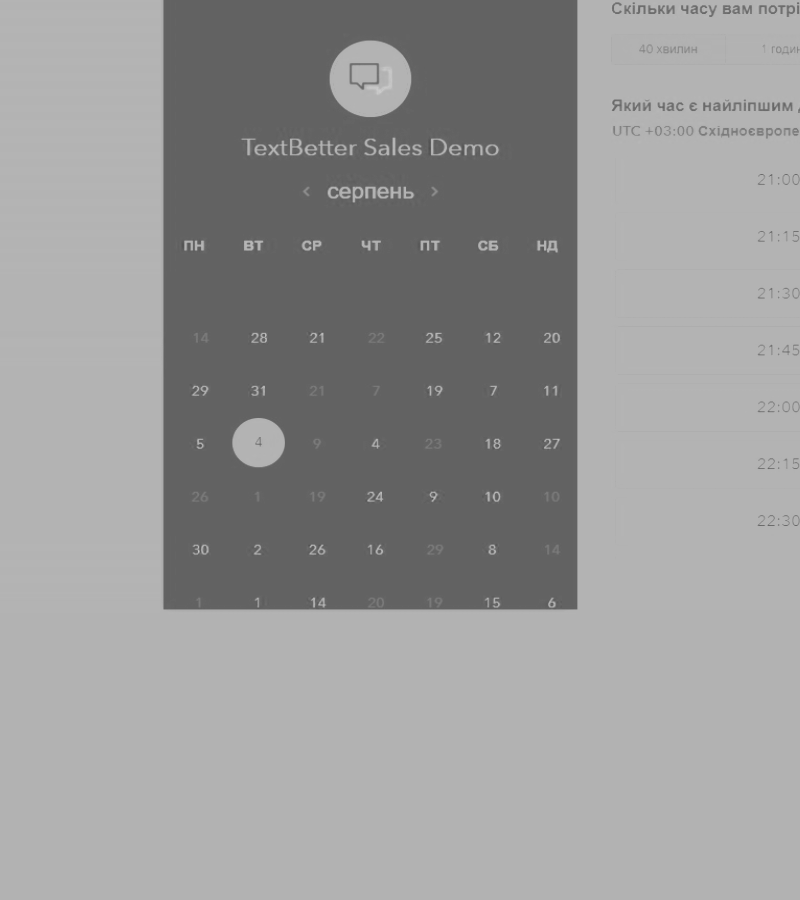 TextBetter Sales Demo
< серпень >
ПН ВТ СР ЧТ ПТ СБ НД
14 28 21 22 25 12 20
29 31 21 7 19 7 11
5 4 9 4 23 18 27
26 1 19 24 9 10 10
30 2 26 16 29 8 14
1 1 14 20 19 15 6
Скільки часу вам потрі
40 хвилин 1 годин
Який час є найліпшим
UTC +03:00 Східноєвропе
21:00
21:15
21:30
21:45
22:00
22:15
22:30